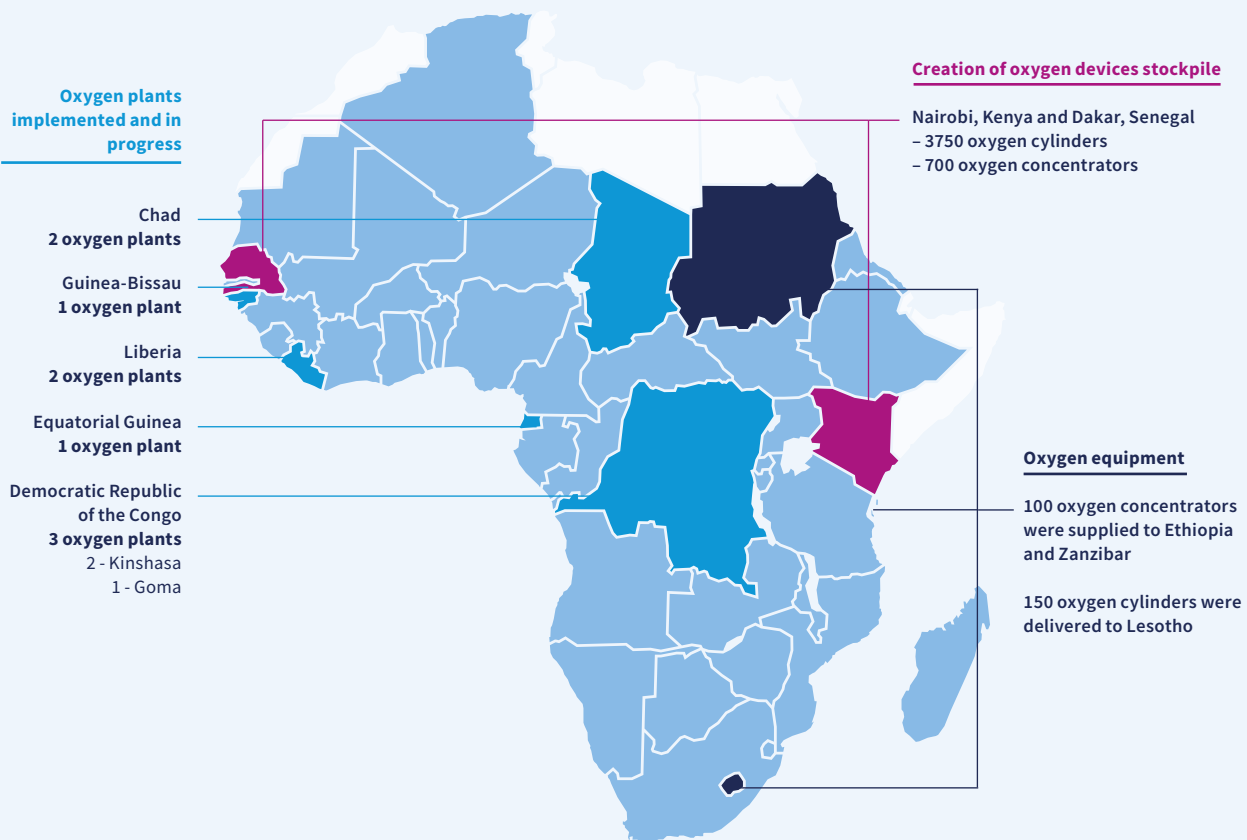 Oxygen plants
implemented and in
progress
Chad
2 oxygen plants
Guinea-Bissau
1 oxygen plant
Liberia
2 oxygen plants
Equatorial Guinea
1 oxygen plant
Democratic Republic
of the Congo
3 oxygen plants
2 - Kinshasa
1 - Goma
Creation of oxygen devices stockpile
Nairobi, Kenya and Dakar, Senegal
– 3750 oxygen cylinders
– 700 oxygen concentrators
Oxygen equipment
100 oxygen concentrators
were supplied to Ethiopia
and Zanzibar
150 oxygen cylinders were
delivered to Lesotho